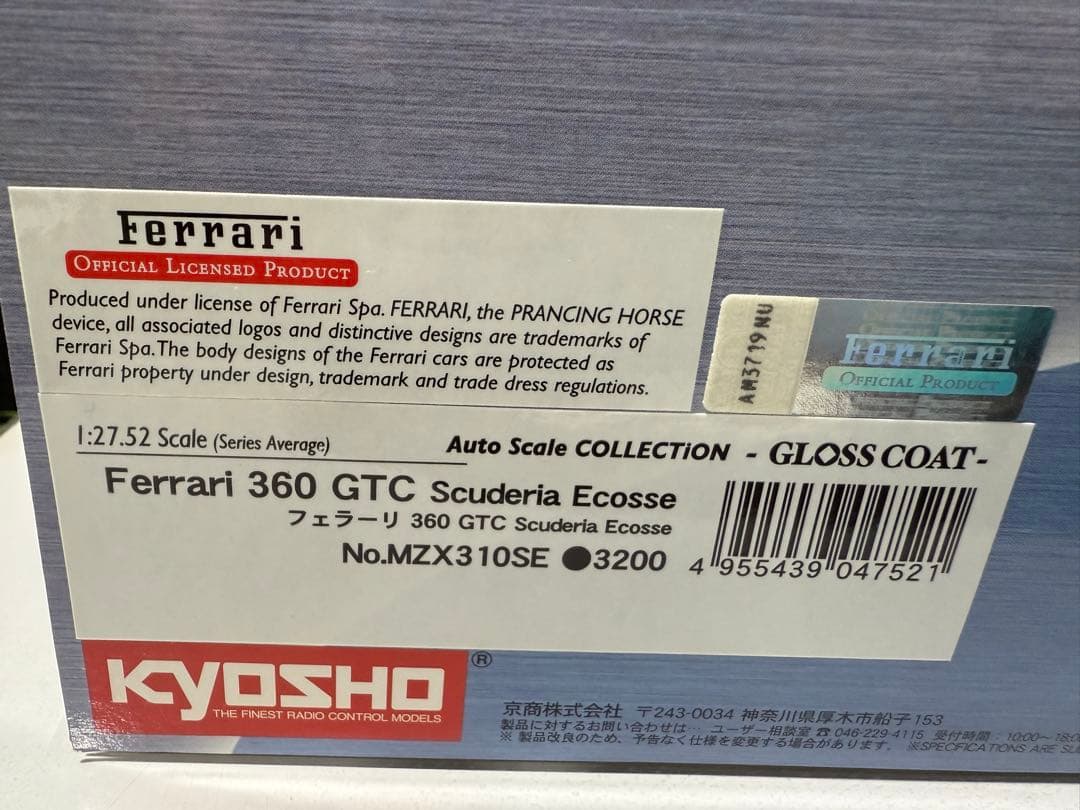 Ferrari
OFFICIAL LICENSED PRODUCT
Produced under license of Ferrari Spa. FERRARI, the PRANCING HORSE
device, all associated logos and distinctive designs are trademarks of
Ferrari Spa.The body designs of the Ferrari cars are protected as
Ferrari property under design, trademark and trade dress regulations.
AM3719NU
Ferrari
OFFICIAL PRODUCT
1:27.52 Scale (Series Average)
Auto Scale COLLECTiON - GLOSS COAT-
Ferrari 360 GTC Scuderia Ecosse
フェラーリ 360 GTC Scuderia Ecosse
No.MZX310SE ●3200
4 955439 047521
KYOSHO ®
THE FINEST RADIO CONTROL MODELS
京商株式会社 〒243-0034 神奈川県厚木市船子153
製品に対するお問い合わせは… ユーザー相談室 ☎ 046-229-4115 受付時間：10:00〜18:0
※ 製品改良のため、予告なく仕様を変更する場合があります。 ※SPECIFICATIONS ARE